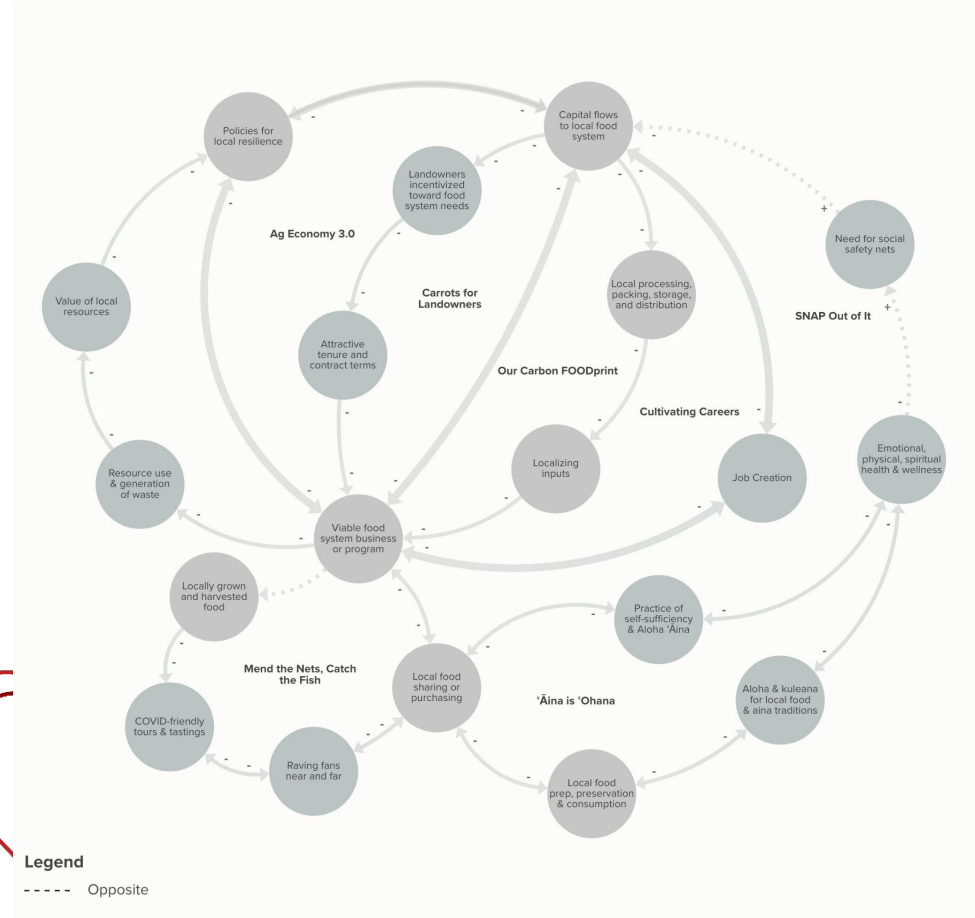 Policies for
local resilience
Capital flows
to local food
system
Landowners
incentivized
toward food
system needs
Ag Economy 3.0
Need for social
safety nets
Value of local
resources
Carrots for
Landowners
Local processing,
packing, storage,
and distribution
SNAP Out of It
Attractive
tenure and
contract terms
Our Carbon FOODprint
Cultivating Careers
Resource use
& generation
of waste
Localizing
inputs
Job Creation
Emotional,
physical, spiritual
health & wellness
Viable food
system business
or program
Locally grown
and harvested
food
Practice of
self-sufficiency
& Aloha ʻĀina
Mend the Nets, Catch
the Fish
Local food
sharing or
purchasing
ʻĀina is ʻOhana
Aloha & kuleana
for local food
& aina traditions
COVID-friendly
tours & tastings
Raving fans
near and far
Local food
prep, preservation
& consumption
Legend
----- Opposite